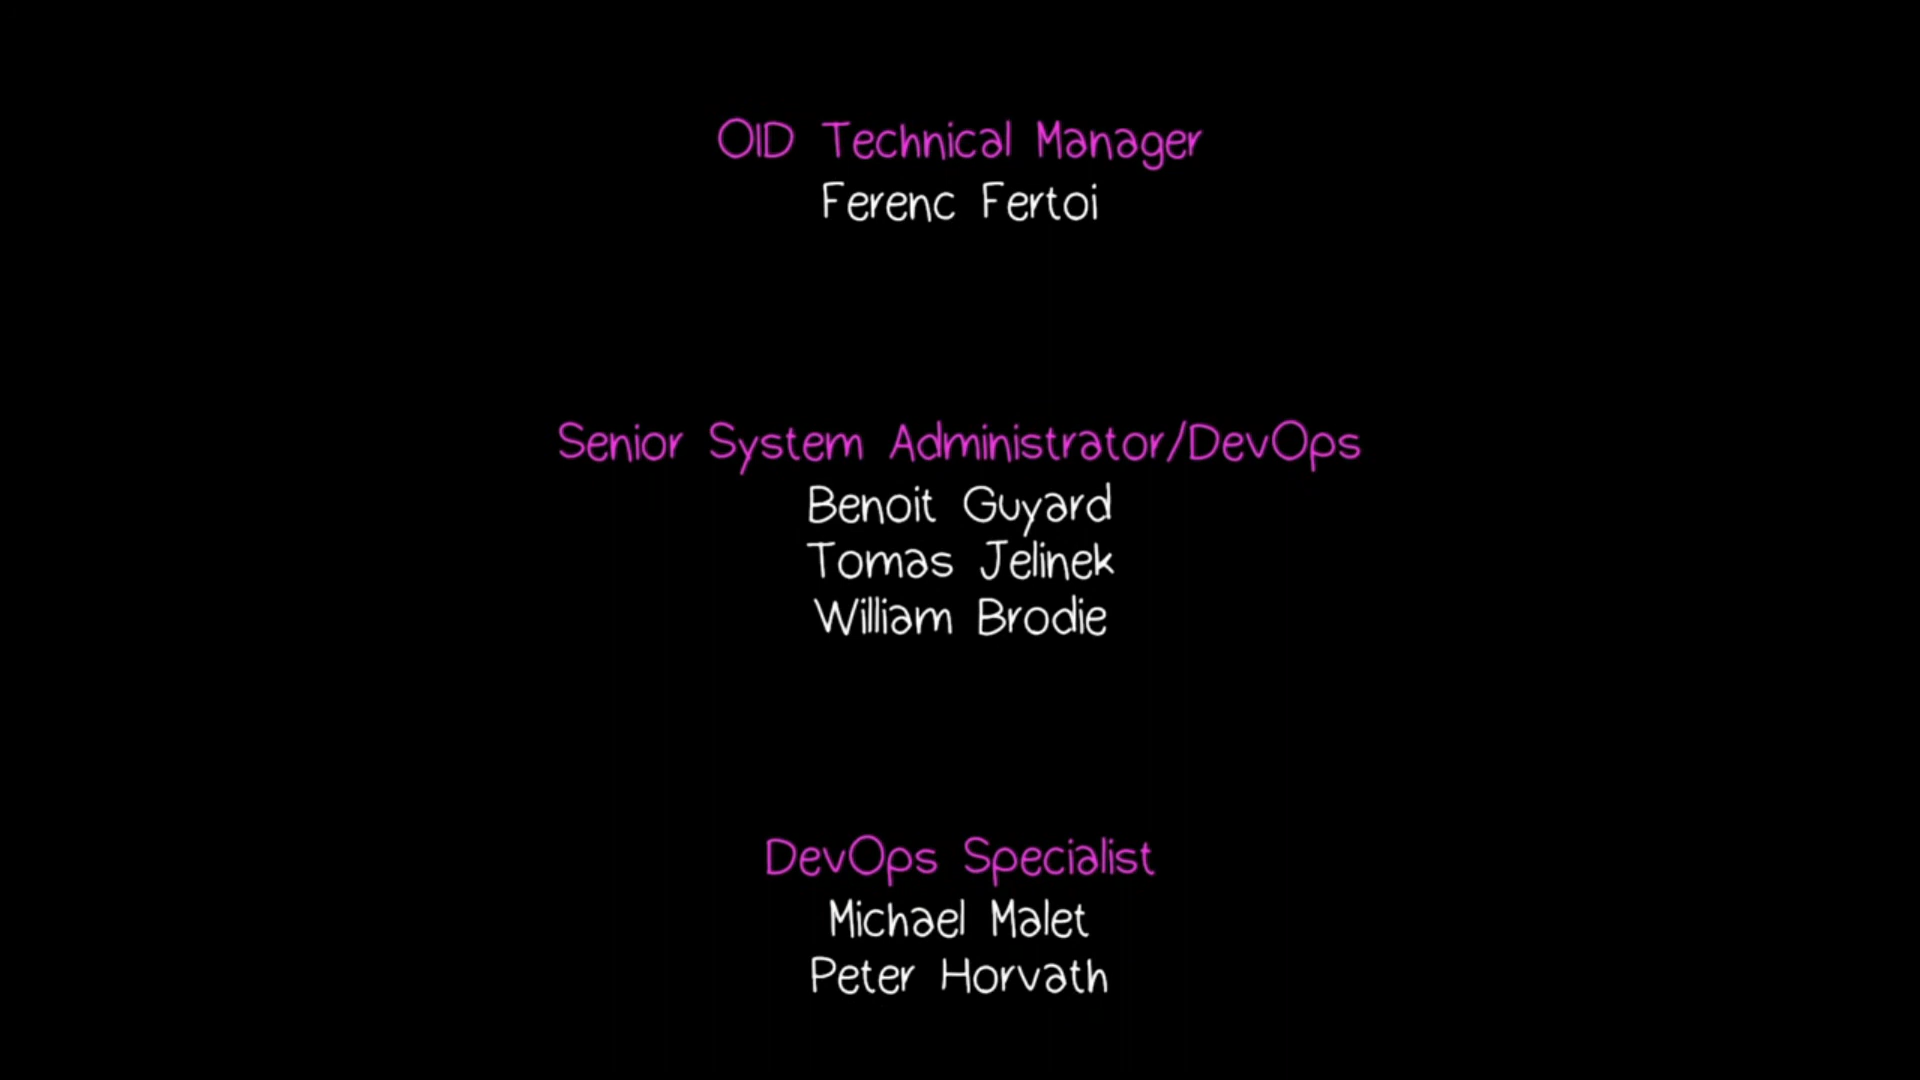 OID Technical Manager
Ferenc Fertoi
Senior System Administrator/DevOps
Benoit Guyard
Tomas Jelinek
William Brodie
DevOps Specialist
Michael Malet
Peter Horvath